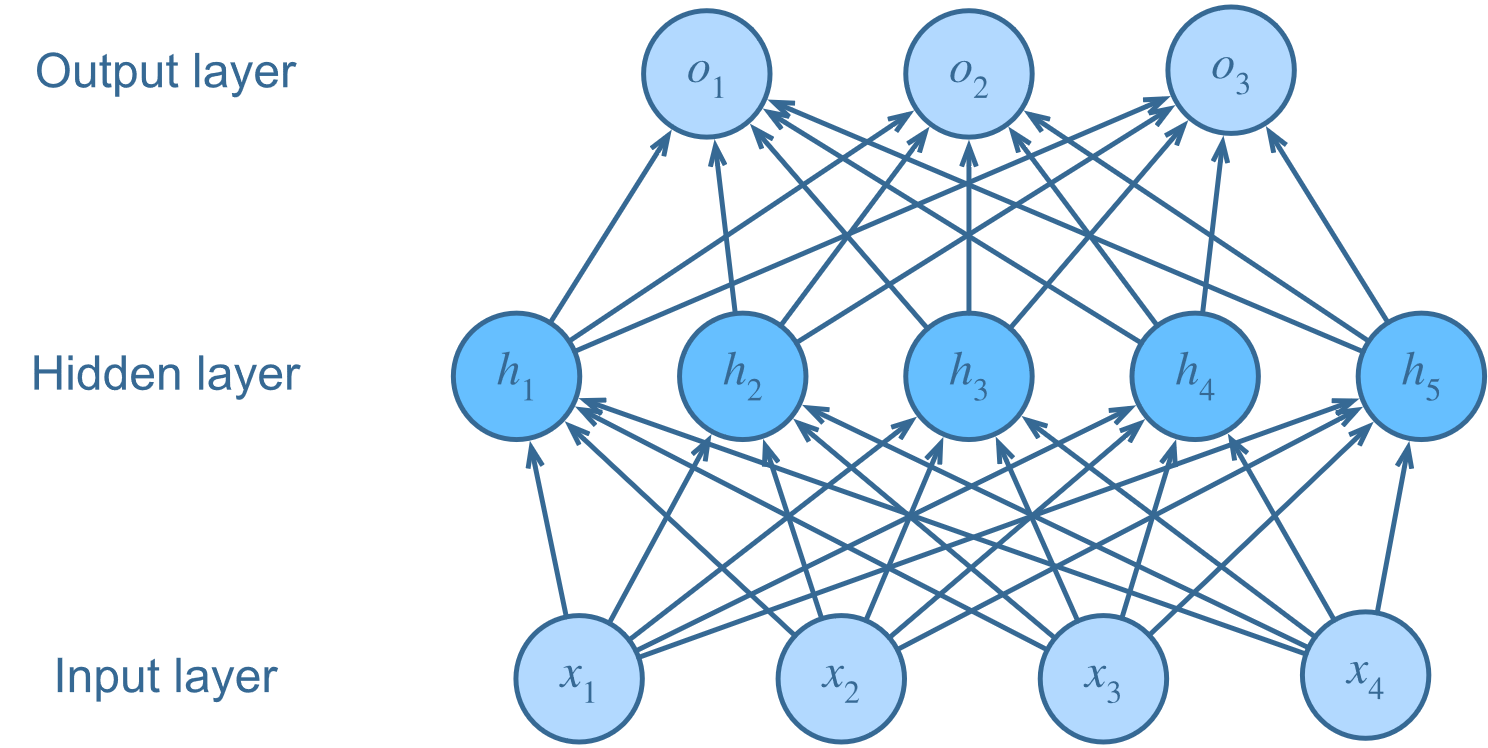 Output layer
o1 o2 o3
Hidden layer
h1 h2 h3 h4 h5
Input layer
x1 x2 x3 x4